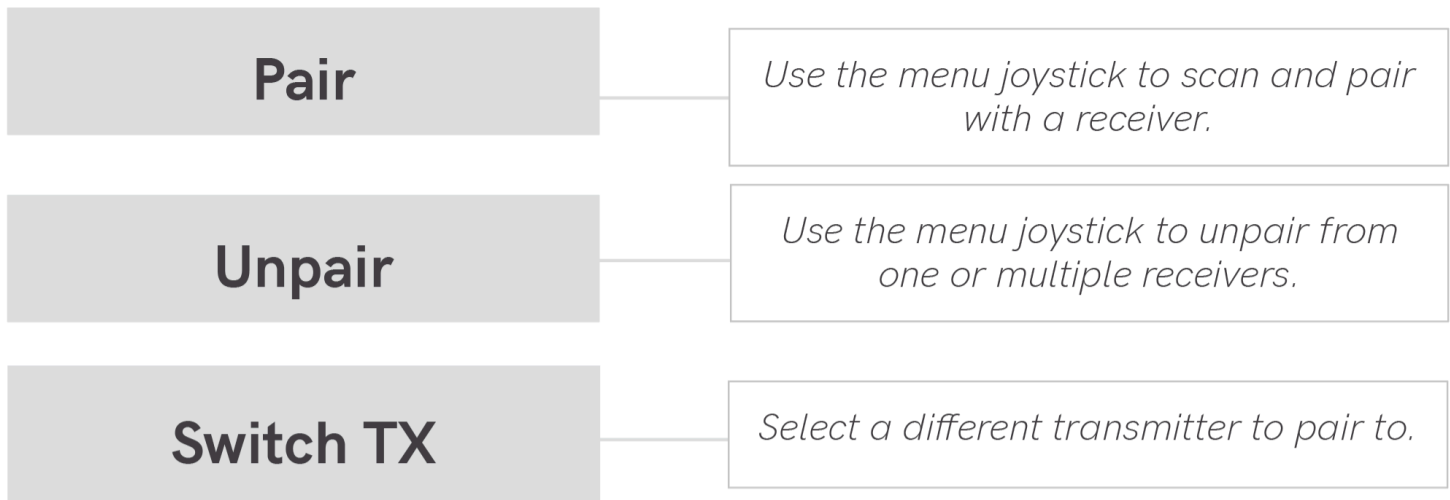 Pair
Use the menu joystick to scan and pair
with a receiver.
Unpair
Use the menu joystick to unpair from
one or multiple receivers.
Switch TX
Select a different transmitter to pair to.